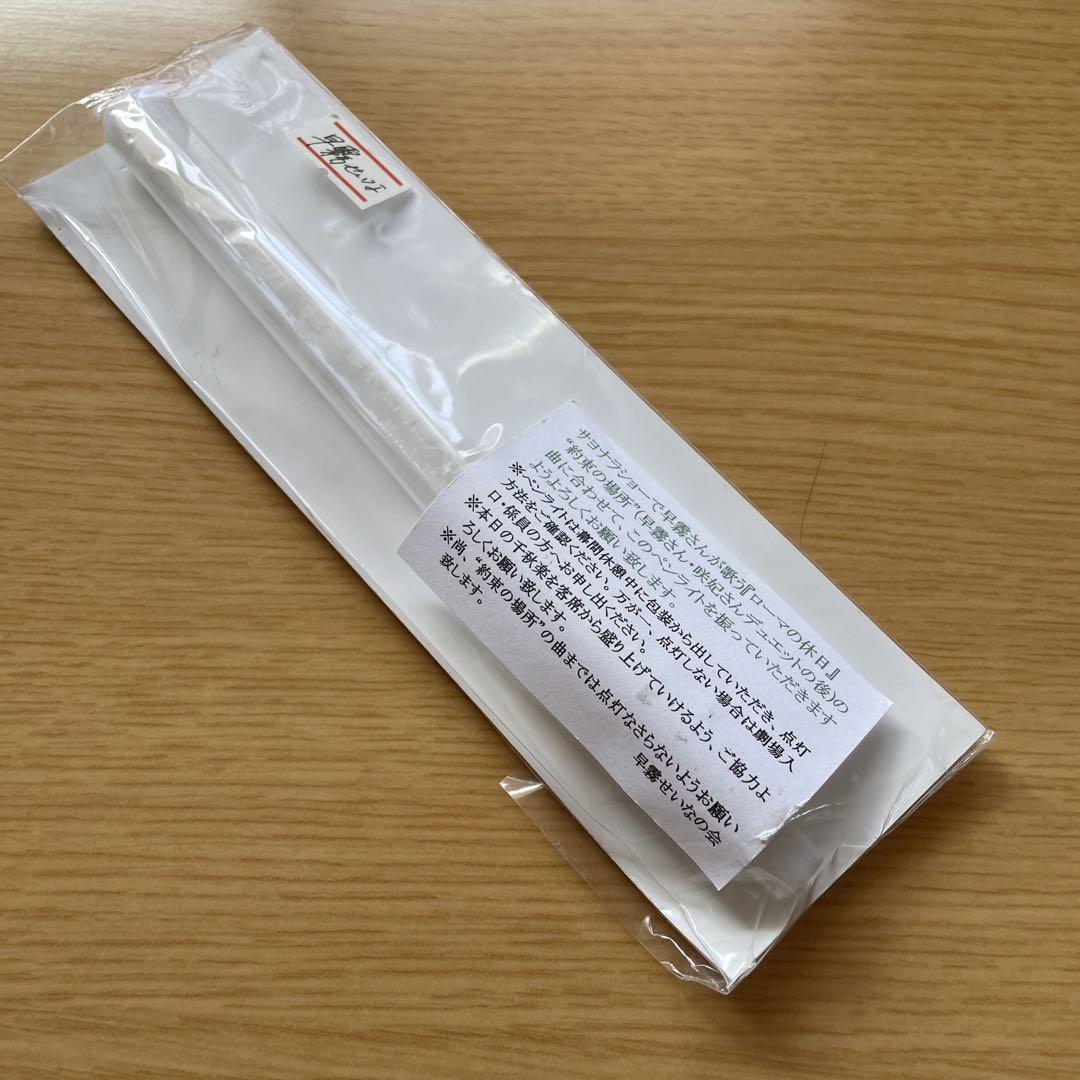 早霧せいな
サヨナラショーで早霧さんが歌う『ローマの休日』
“約束の場所”(早霧さん・咲妃さんデュエットの後)の
曲に合わせて、このペンライトを振っていただきます
ようよろしくお願い致します。
※ペンライトは幕間休憩中に包装から出していただき、点灯
方法をご確認ください。万が一、点灯しない場合は劇場入
口・係員の方へお申し出ください。
※本日の千秋楽を客席から盛り上げていけるよう、ご協力よ
ろしくお願い致します。
※尚、“約束の場所”の曲までは点灯なさらないようお願い
致します。
早霧せいなの会